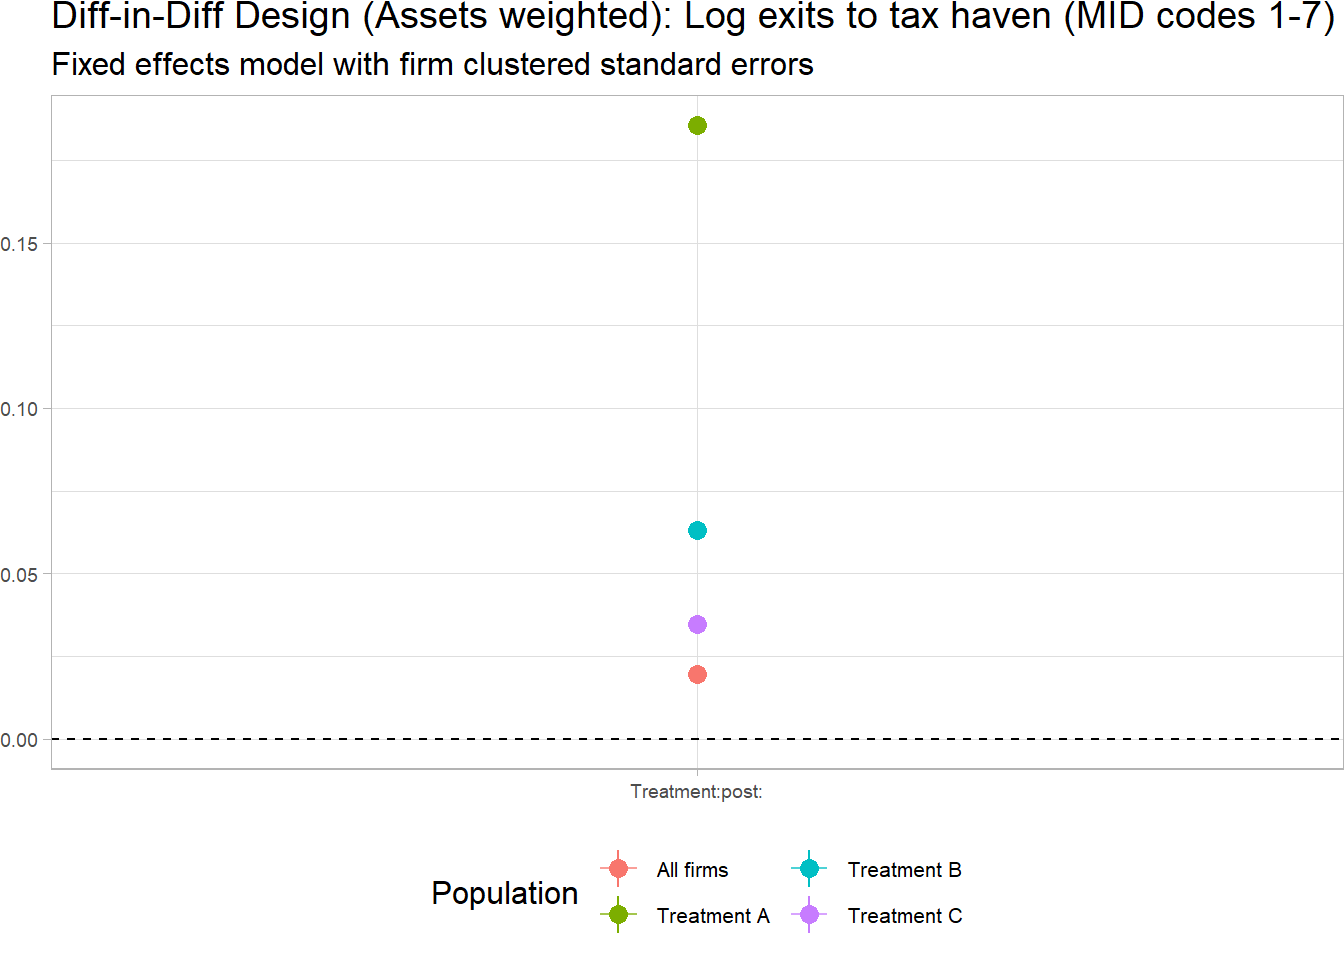 Diff-in-Diff Design (Assets weighted): Log exits to tax haven (MID codes 1-7)
Fixed effects model with firm clustered standard errors
0.15
0.10
0.05
0.00
Treatment:post:
Population
All firms
Treatment B
Treatment A
Treatment C